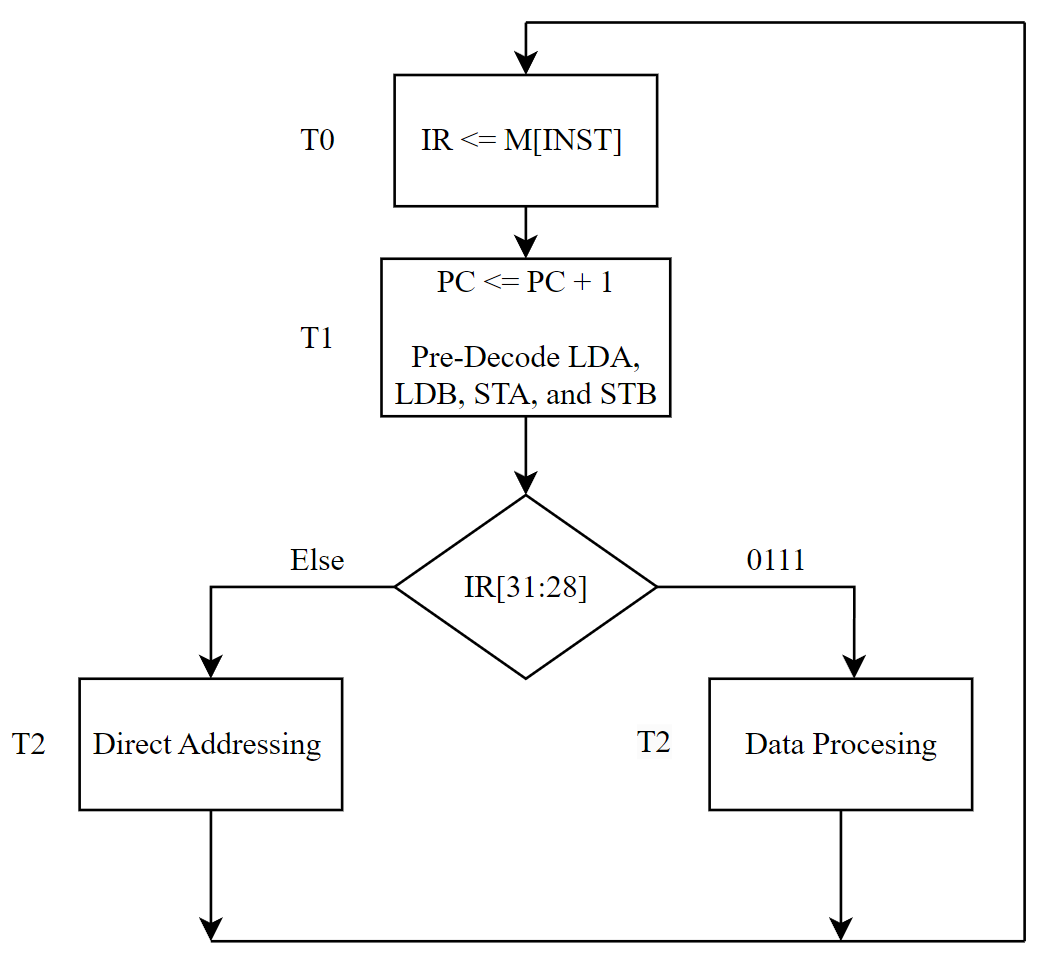 T0
IR <= M[INST]
PC <= PC + 1
T1
Pre-Decode LDA,
LDB, STA, and STB
Else
0111
IR[31:28]
T2
Direct Addressing
T2
Data Procesing